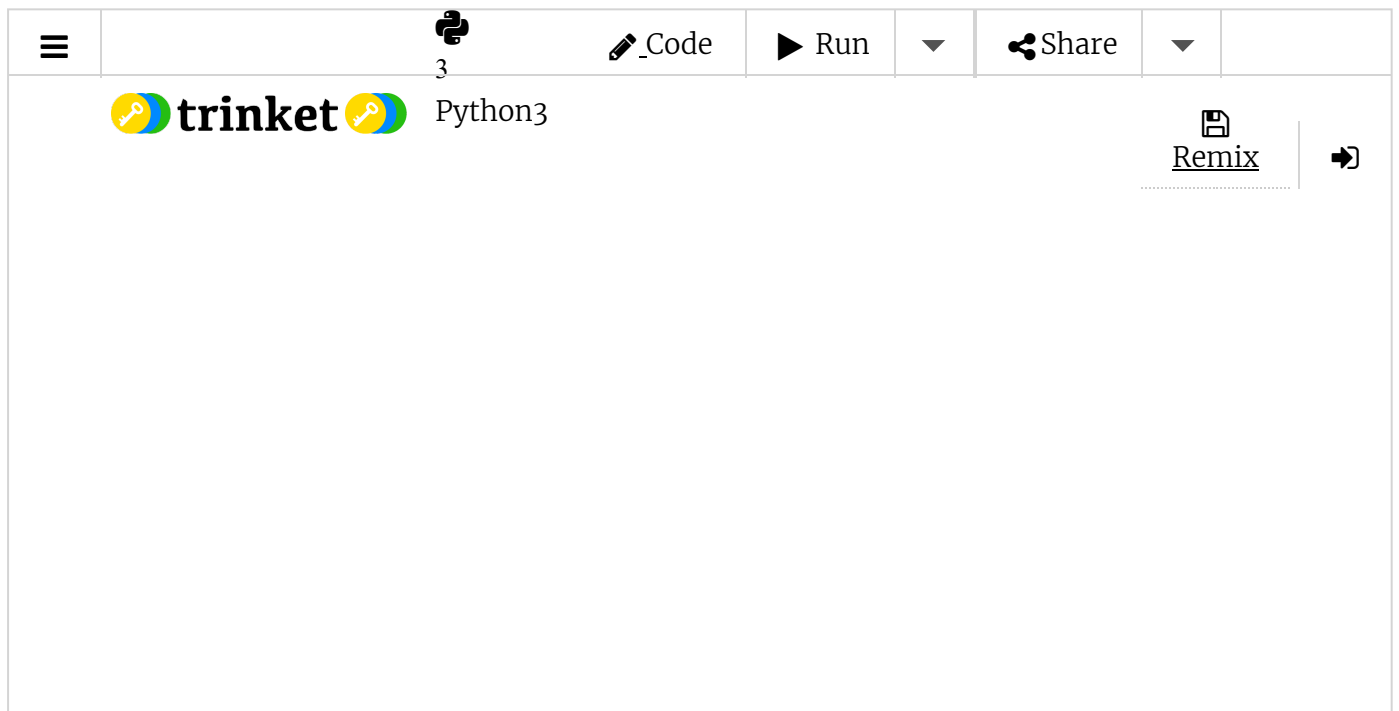 Code
Run
Share
3
trinket
Python3
Remix